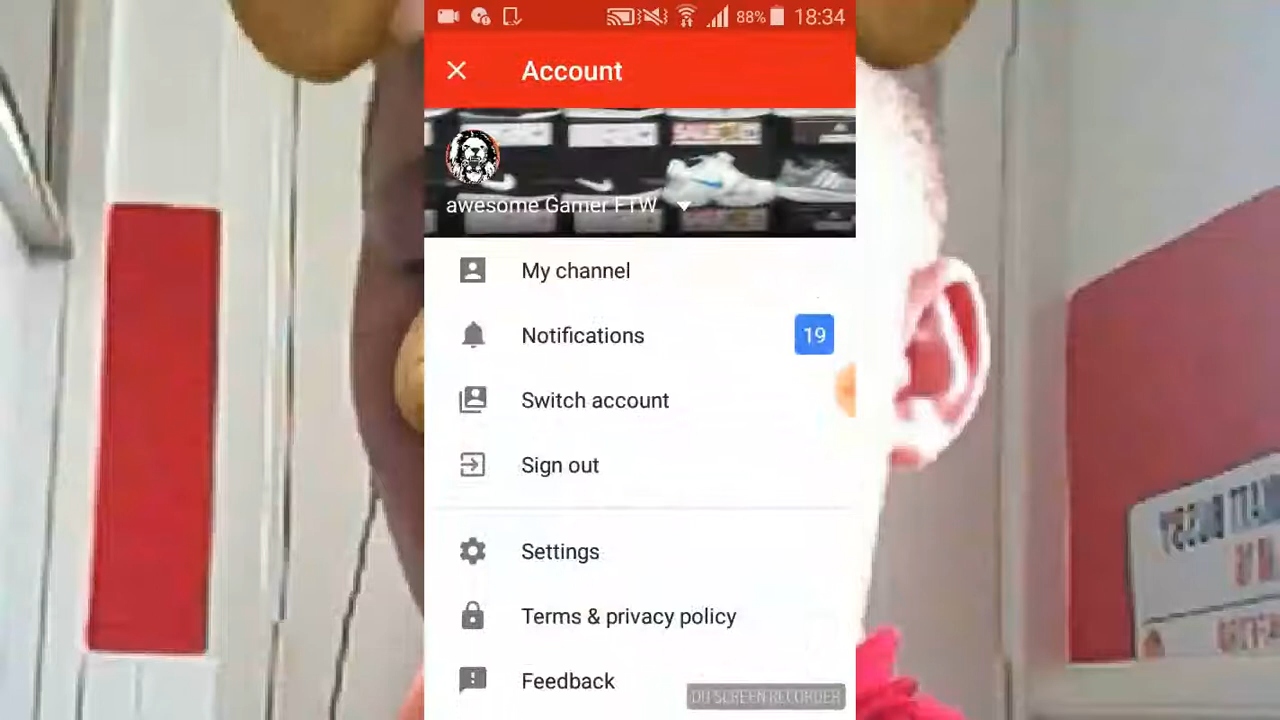 88% 18:34
Account
SALE
awesome Gamer FTW
My channel
Notifications 19
Switch account
Sign out
Settings
Terms & privacy policy
Feedback
DU SCREEN RECORDER